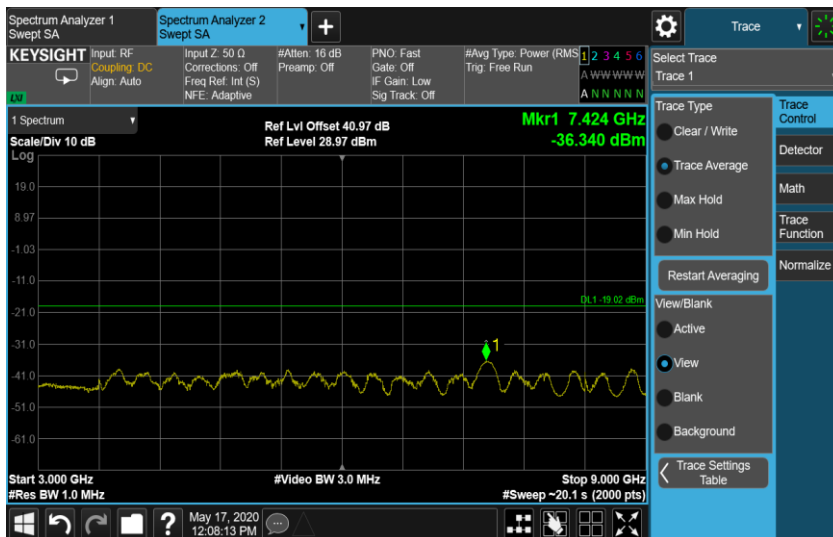 Spectrum Analyzer 1
Swept SA
Spectrum Analyzer 2
Swept SA
Trace
KEYSIGHT
Input: RF
Coupling: DC
Align: Auto
Input Z: 50 Ω
Corrections: Off
Freq Ref: Int (S)
NFE: Adaptive
#Atten: 16 dB
Preamp: Off
PNO: Fast
Gate: Off
IF Gain: Low
Sig Track: Off
#Avg Type: Power (RMS
Trig: Free Run
1 2 3 4 5 6
A W W W W W
A N N N N N
LXI
Select Trace
Trace 1
1 Spectrum
Scale/Div 10 dB
Log
Ref Lvl Offset 40.97 dB
Ref Level 28.97 dBm
Mkr1 7.424 GHz
-36.340 dBm
19.0
8.97
-1.03
-11.0
-21.0
-31.0
-41.0
-51.0
-61.0
DL1 -19.02 dBm
1
Start 3.000 GHz
#Res BW 1.0 MHz
#Video BW 3.0 MHz
Stop 9.000 GHz
#Sweep ~20.1 s (2000 pts)
Trace Type
Clear / Write
Trace Average
Max Hold
Min Hold
Restart Averaging
View/Blank
Active
View
Blank
Background
Trace Settings
Table
Trace
Control
Detector
Math
Trace
Function
Normalize
?
May 17, 2020
12:08:13 PM